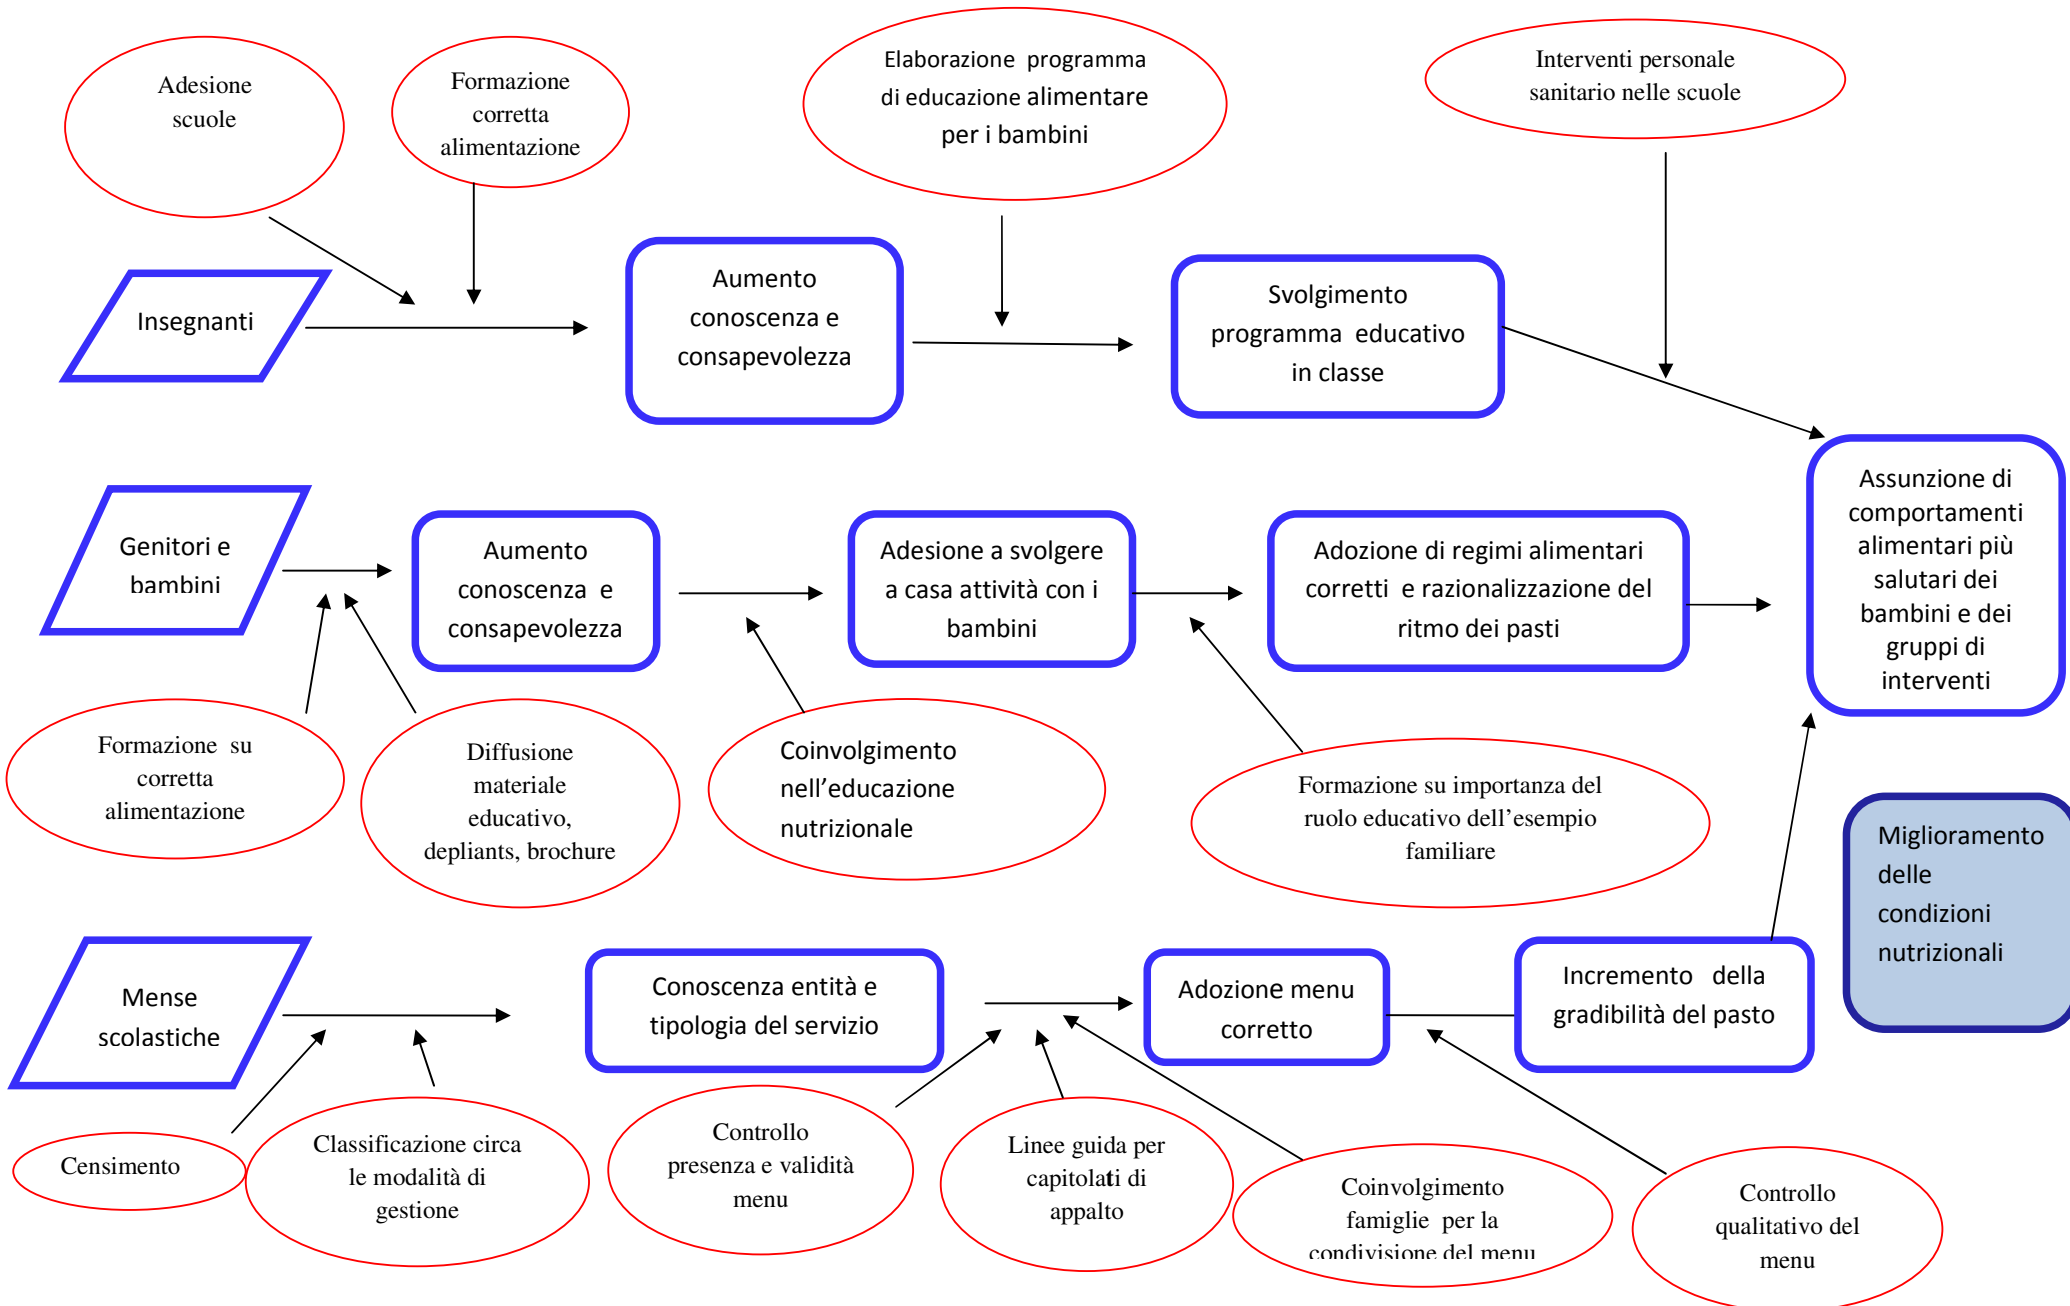 Adesione
scuole
Formazione
corretta
alimentazione
Elaborazione programma
di educazione alimentare
per i bambini
Interventi personale
sanitario nelle scuole
Insegnanti
Aumento
conoscenza e
consapevolezza
Svolgimento
programma educativo
in classe
Genitori e
bambini
Aumento
conoscenza e
consapevolezza
Adesione a svolgere
a casa attività con i
bambini
Adozione di regimi alimentari
corretti e razionalizzazione del
ritmo dei pasti
Assunzione di
comportamenti
alimentari più
salutari dei
bambini e dei
gruppi di
interventi
Formazione su
corretta
alimentazione
Diffusione
materiale
educativo,
depliants, brochure
Coinvolgimento
nell'educazione
nutrizionale
Formazione su importanza del
ruolo educativo dell'esempio
familiare
Miglioramento
delle
condizioni
nutrizionali
Mense
scolastiche
Conoscenza entità e
tipologia del servizio
Adozione menu
corretto
Incremento della
gradibilità del pasto
Censimento
Classificazione circa
le modalità di
gestione
Controllo
presenza e validità
menu
Linee guida per
capitolati di
appalto
Coinvolgimento
famiglie per la
condivisione del menu
Controllo
qualitativo del
menu